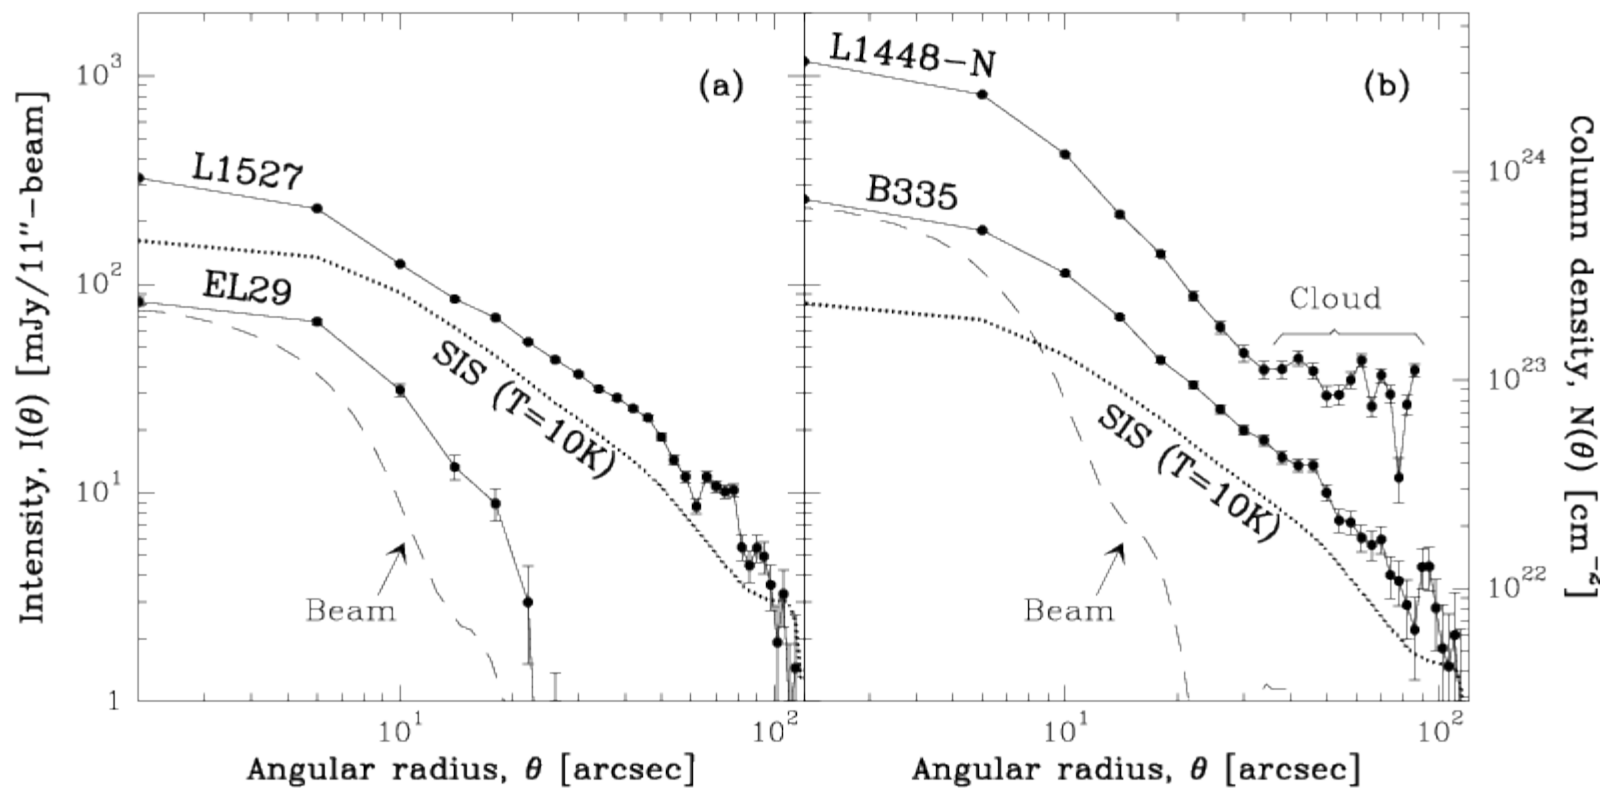 Intensity, I(θ) [mJy/11″−beam]
10³
10²
10¹
1
(a)
L1527
EL29
SIS (T=10K)
Beam
10¹
10²
Angular radius, θ [arcsec]
(b)
L1448−N
B335
Cloud
SIS (T=10K)
Beam
10¹
10²
Angular radius, θ [arcsec]
10²⁴
10²³
10²²
Column density, N(θ) [cm⁻²]